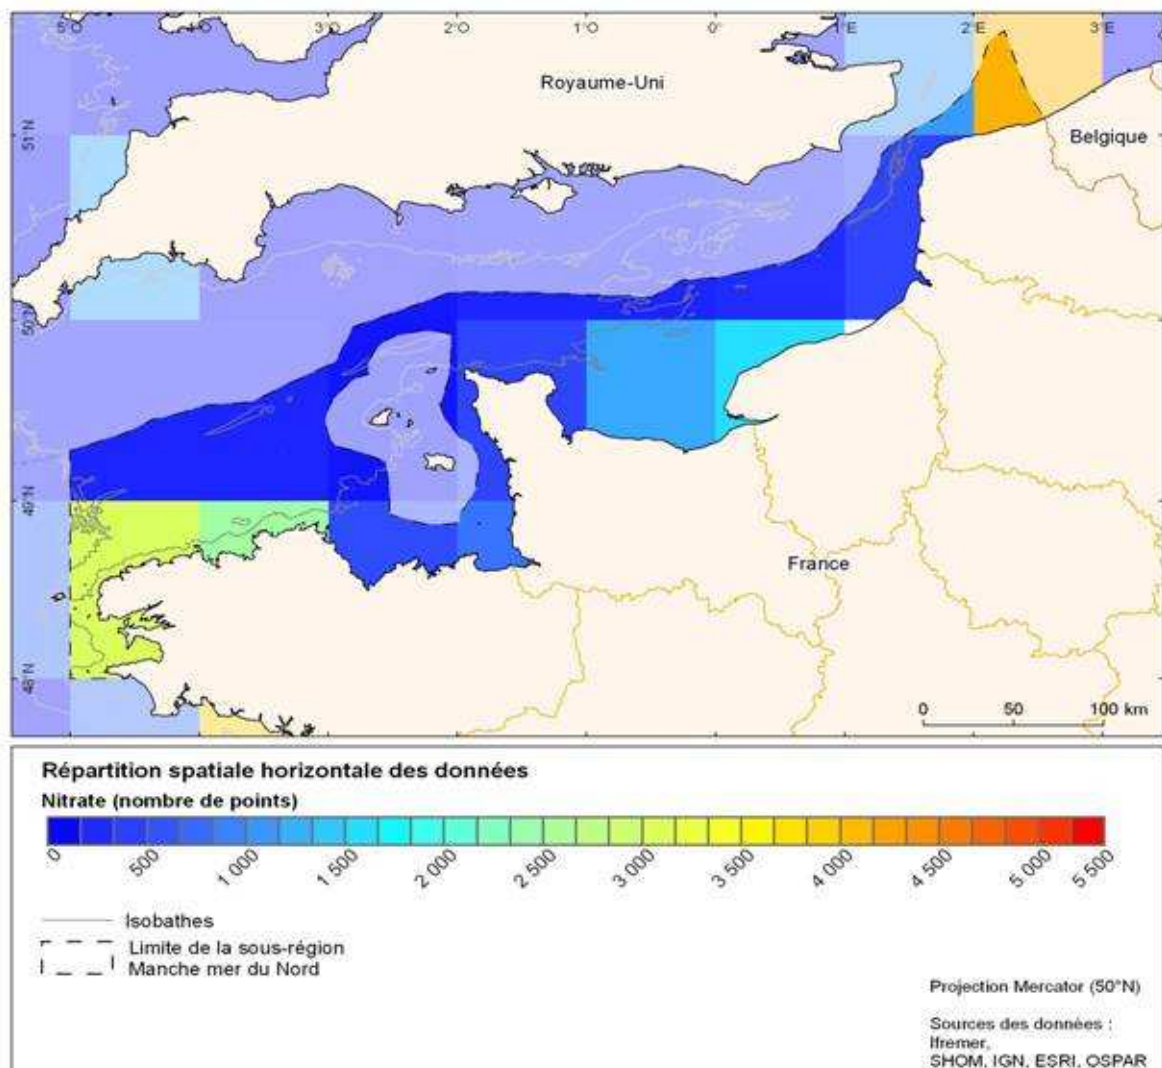 5°O 4°O 3°O 2°O 1°O 0° 1°E 2°E 3°E
Royaume-Uni
51°N
Belgique
50°N
49°N
France
48°N
0 50 100 km
Répartition spatiale horizontale des données
Nitrate (nombre de points)
0 500 1 000 1 500 2 000 2 500 3 000 3 500 4 000 4 500 5 000 5 500
Isobathes
Limite de la sous-région
Manche mer du Nord
Projection Mercator (50°N)
Sources des données :
Ifremer,
SHOM, IGN, ESRI, OSPAR